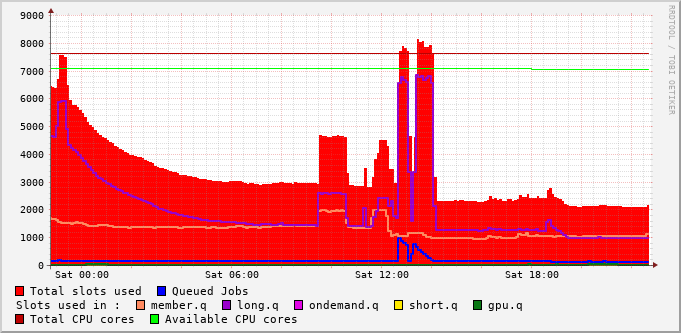 9000
8000
7000
6000
5000
4000
3000
2000
1000
0
Sat 00:00 Sat 06:00 Sat 12:00 Sat 18:00
RRDTOOL / TOBI OETIKER
Total slots used Queued Jobs
Slots used in : member.q long.q ondemand.q short.q gpu.q
Total CPU cores Available CPU cores